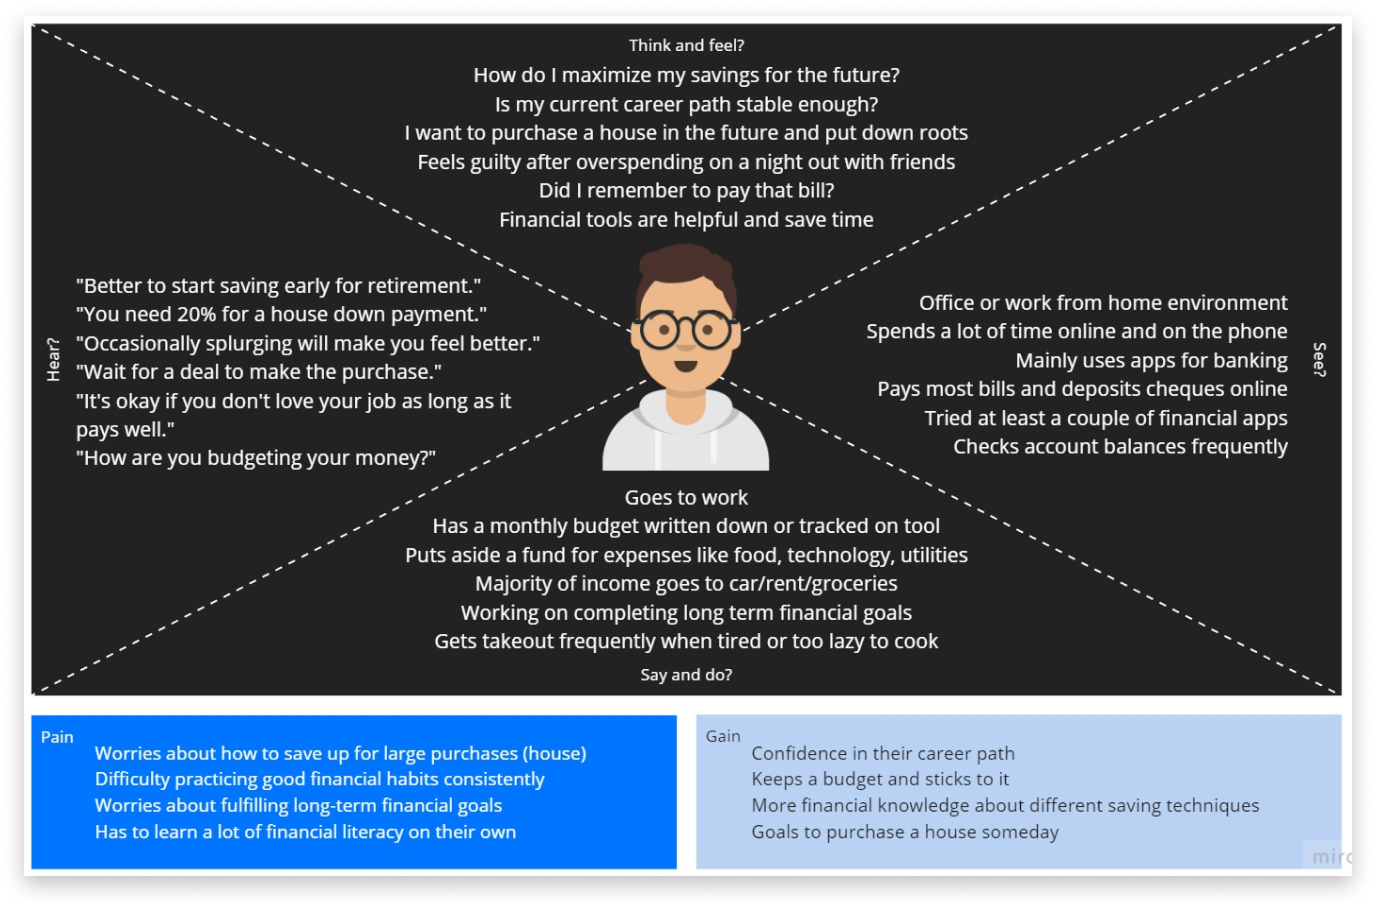 Think and feel?
How do I maximize my savings for the future?
Is my current career path stable enough?
I want to purchase a house in the future and put down roots
Feels guilty after overspending on a night out with friends
Did I remember to pay that bill?
Financial tools are helpful and save time
Hear?
"Better to start saving early for retirement."
"You need 20% for a house down payment."
"Occasionally splurging will make you feel better."
"Wait for a deal to make the purchase."
"It's okay if you don't love your job as long as it
pays well."
"How are you budgeting your money?"
Office or work from home environment
Spends a lot of time online and on the phone
Mainly uses apps for banking
Pays most bills and deposits cheques online
Tried at least a couple of financial apps
Checks account balances frequently
See?
Goes to work
Has a monthly budget written down or tracked on tool
Puts aside a fund for expenses like food, technology, utilities
Majority of income goes to car/rent/groceries
Working on completing long term financial goals
Gets takeout frequently when tired or too lazy to cook
Say and do?
Pain
Worries about how to save up for large purchases (house)
Difficulty practicing good financial habits consistently
Worries about fulfilling long-term financial goals
Has to learn a lot of financial literacy on their own
Gain
Confidence in their career path
Keeps a budget and sticks to it
More financial knowledge about different saving techniques
Goals to purchase a house someday
miro